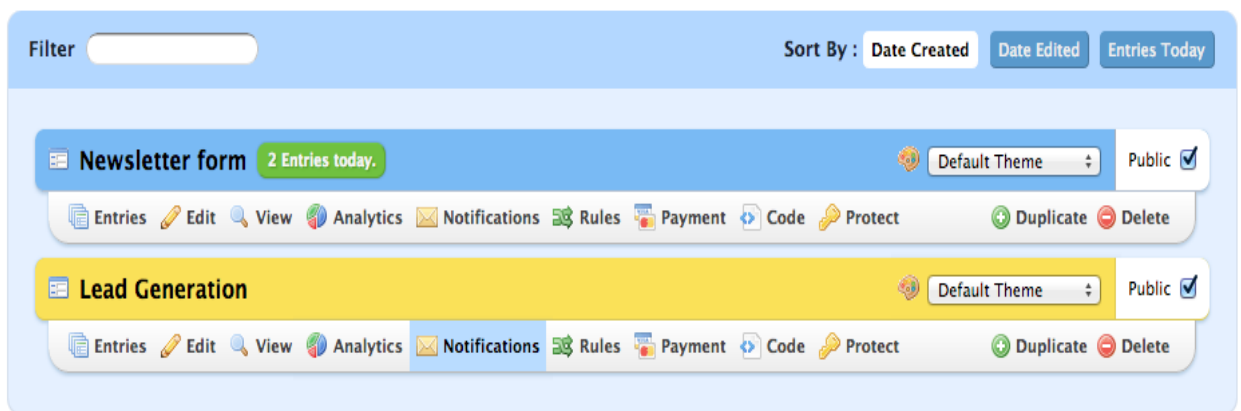 Filter Sort By : Date Created Date Edited Entries Today
Newsletter form 2 Entries today. Default Theme Public
Entries Edit View Analytics Notifications Rules Payment Code Protect Duplicate Delete
Lead Generation Default Theme Public
Entries Edit View Analytics Notifications Rules Payment Code Protect Duplicate Delete